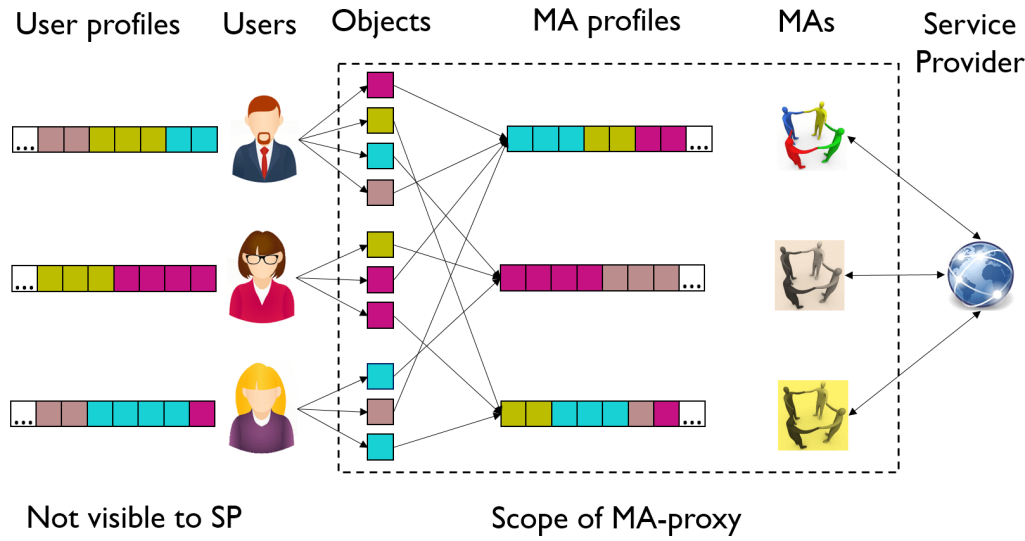 User profiles
Users
Objects
MA profiles
MAs
Service
Provider
...
...
...
...
...
...
Not visible to SP
Scope of MA-proxy